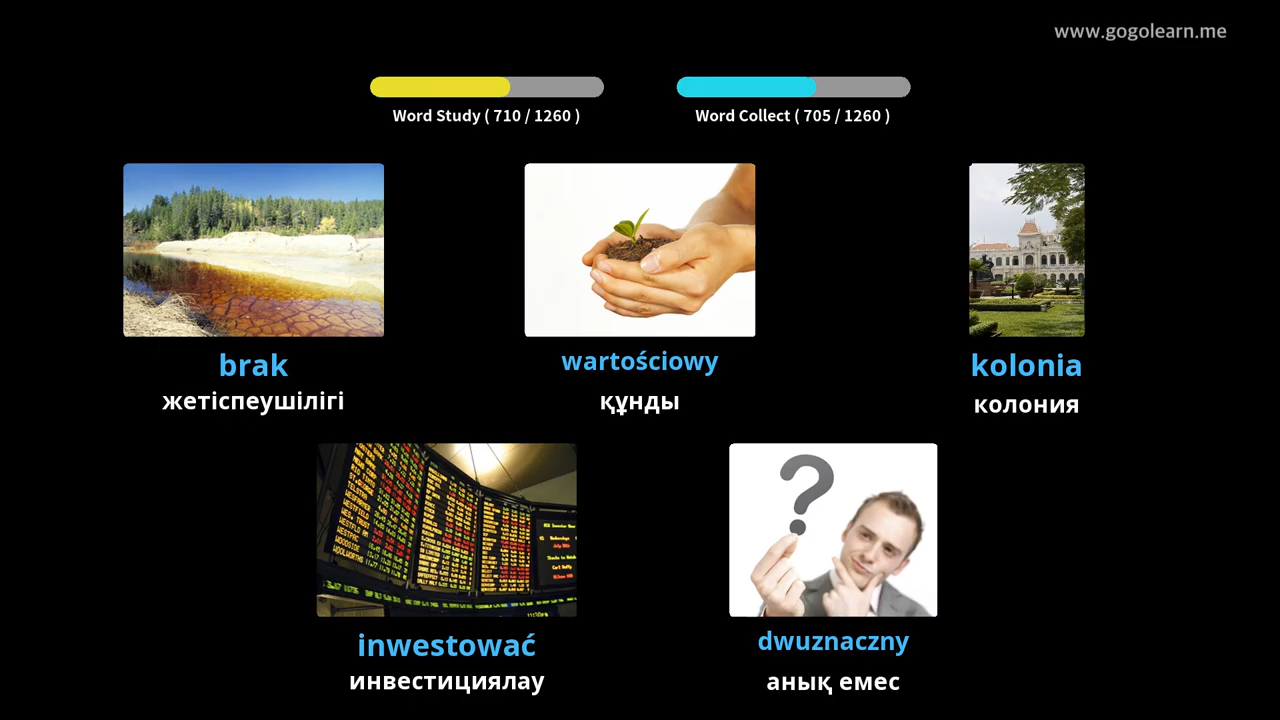 www.gogolearn.me
Word Study ( 710 / 1260 )
Word Collect ( 705 / 1260 )
brak
wartościowy
kolonia
жетіспеушілігі
құнды
колония
inwestować
dwuznaczny
инвестициялау
анық емес